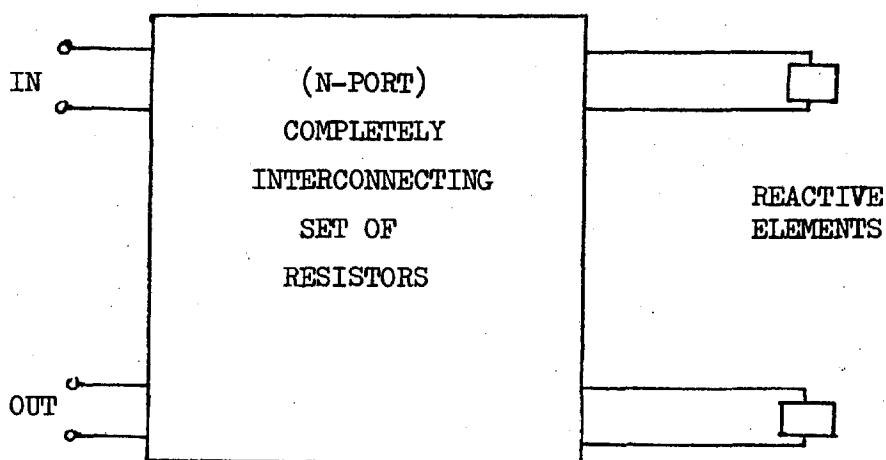 IN
(N-PORT)
COMPLETELY
INTERCONNECTING
SET OF
RESISTORS
REACTIVE
ELEMENTS
OUT